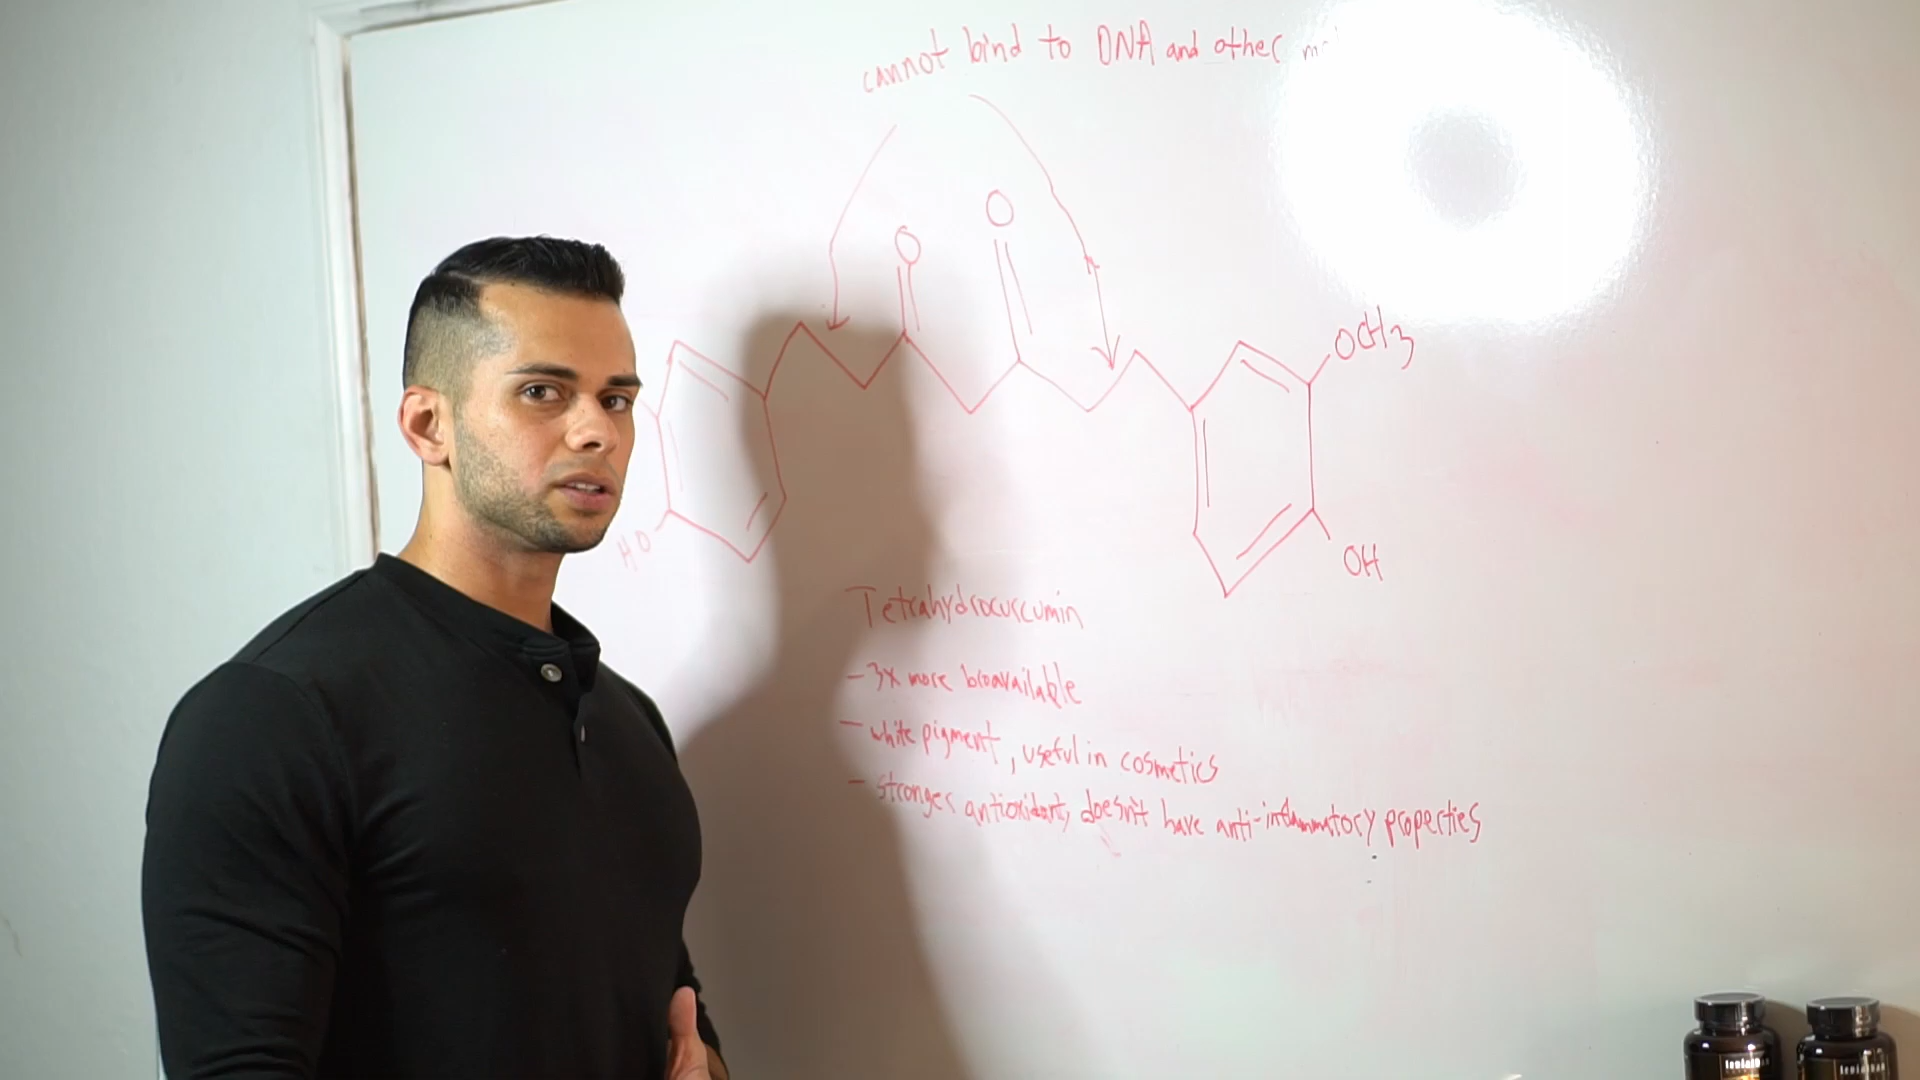 cannot bind to DNA and other
O
O
OCH3
HO
OH
Tetrahydrocurcumin
- 3x more bioavailable
- white pigment, useful in cosmetics
- stronger antioxidant, doesn't have anti-inflammatory properties